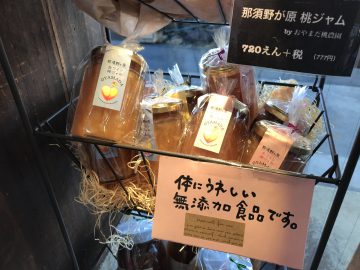 那須野が原 桃ジャム
by おやまだ桃農園
720えん+税 (777円)
OYAMADA
体にうれしい
無添加食品です。